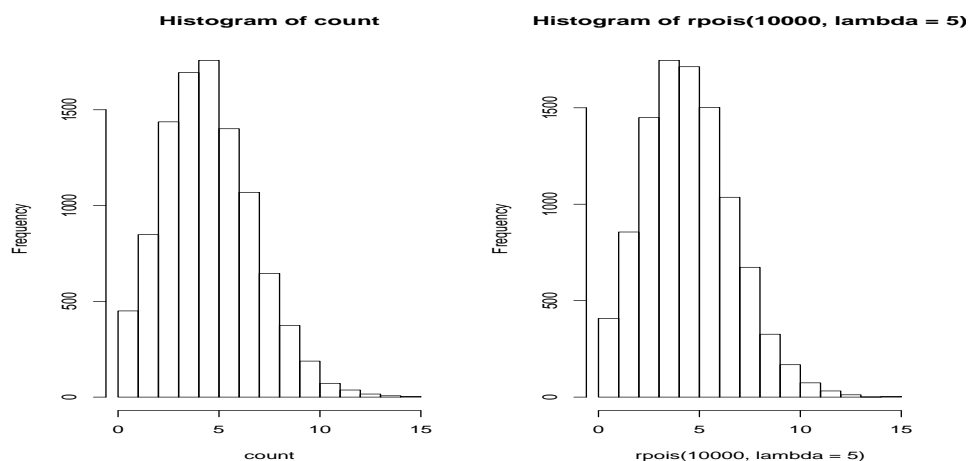 Histogram of count
Frequency
1500
1000
500
0
0 5 10 15
count
Histogram of rpois(10000, lambda = 5)
Frequency
1500
1000
500
0
0 5 10 15
rpois(10000, lambda = 5)